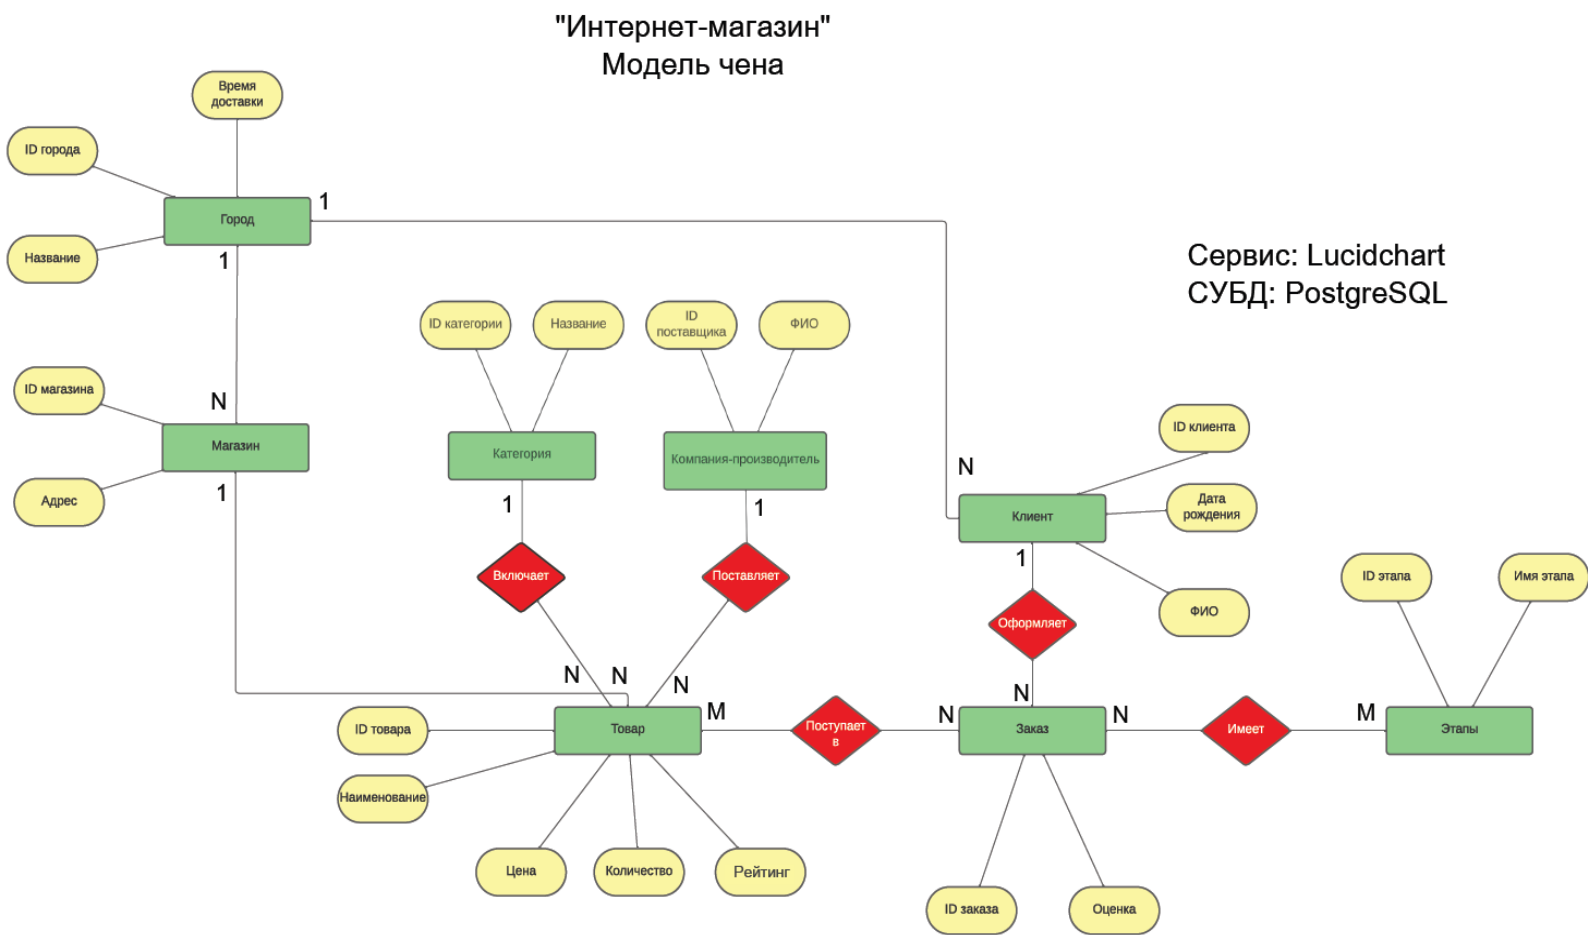 "Интернет-магазин"
Модель чена
Время
доставки
ID города
1
Город
Название
1
Сервис: Lucidchart
СУБД: PostgreSQL
ID категории
Название
ID
поставщика
ФИО
ID магазина
N
Магазин
Адрес
1
Категория
Компания-производитель
1
1
N
ID клиента
Дата
рождения
Клиент
1
ФИО
Включает
Поставляет
Оформляет
ID этапа
Имя этапа
N
N
N
N
ID товара
Товар
M
Поступает
в
N
Заказ
N
Имеет
M
Этапы
Наименование
Цена
Количество
Рейтинг
ID заказа
Оценка